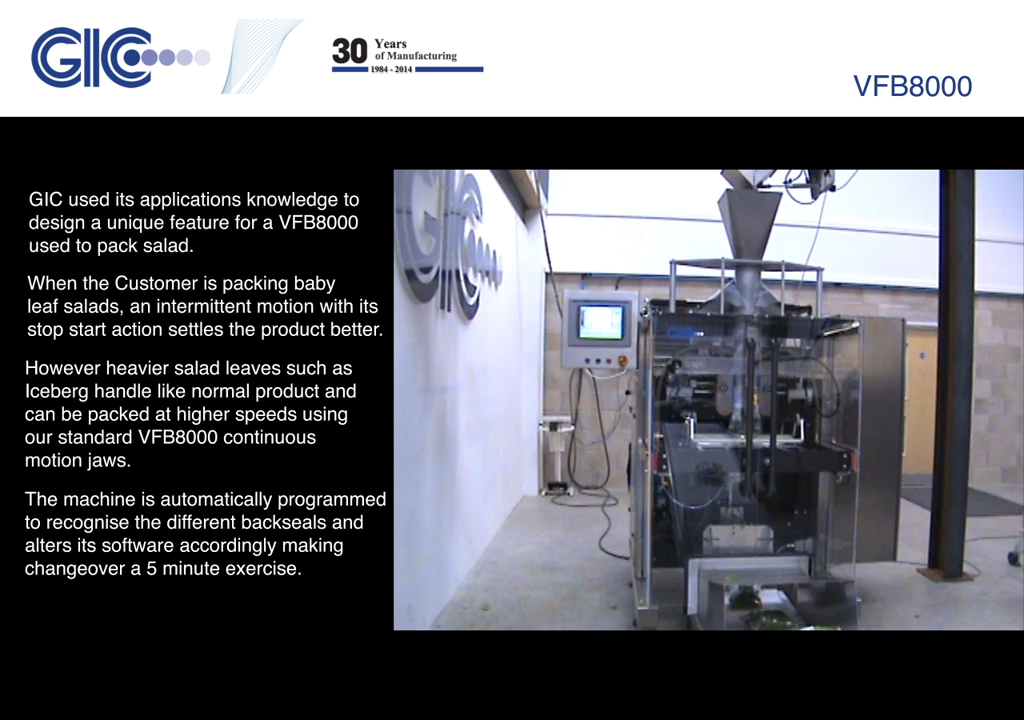 GIC
30 Years
of Manufacturing
1984 - 2014
VFB8000
GIC used its applications knowledge to
design a unique feature for a VFB8000
used to pack salad.
When the Customer is packing baby
leaf salads, an intermittent motion with its
stop start action settles the product better.
However heavier salad leaves such as
Iceberg handle like normal product and
can be packed at higher speeds using
our standard VFB8000 continuous
motion jaws.
The machine is automatically programmed
to recognise the different backseals and
alters its software accordingly making
changeover a 5 minute exercise.
GIC